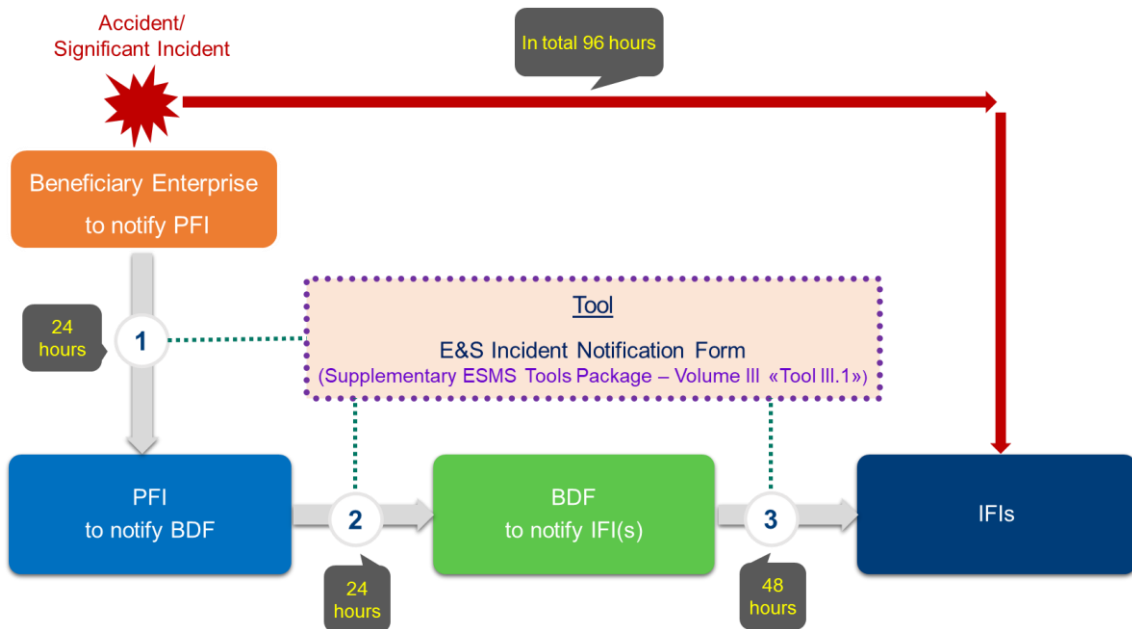 Accident/
Significant Incident
In total 96 hours
Beneficiary Enterprise
to notify PFI
24
hours
1
Tool
E&S Incident Notification Form
(Supplementary ESMS Tools Package – Volume III «Tool III.1»)
PFI
to notify BDF
2
24
hours
BDF
to notify IFI(s)
3
48
hours
IFIs